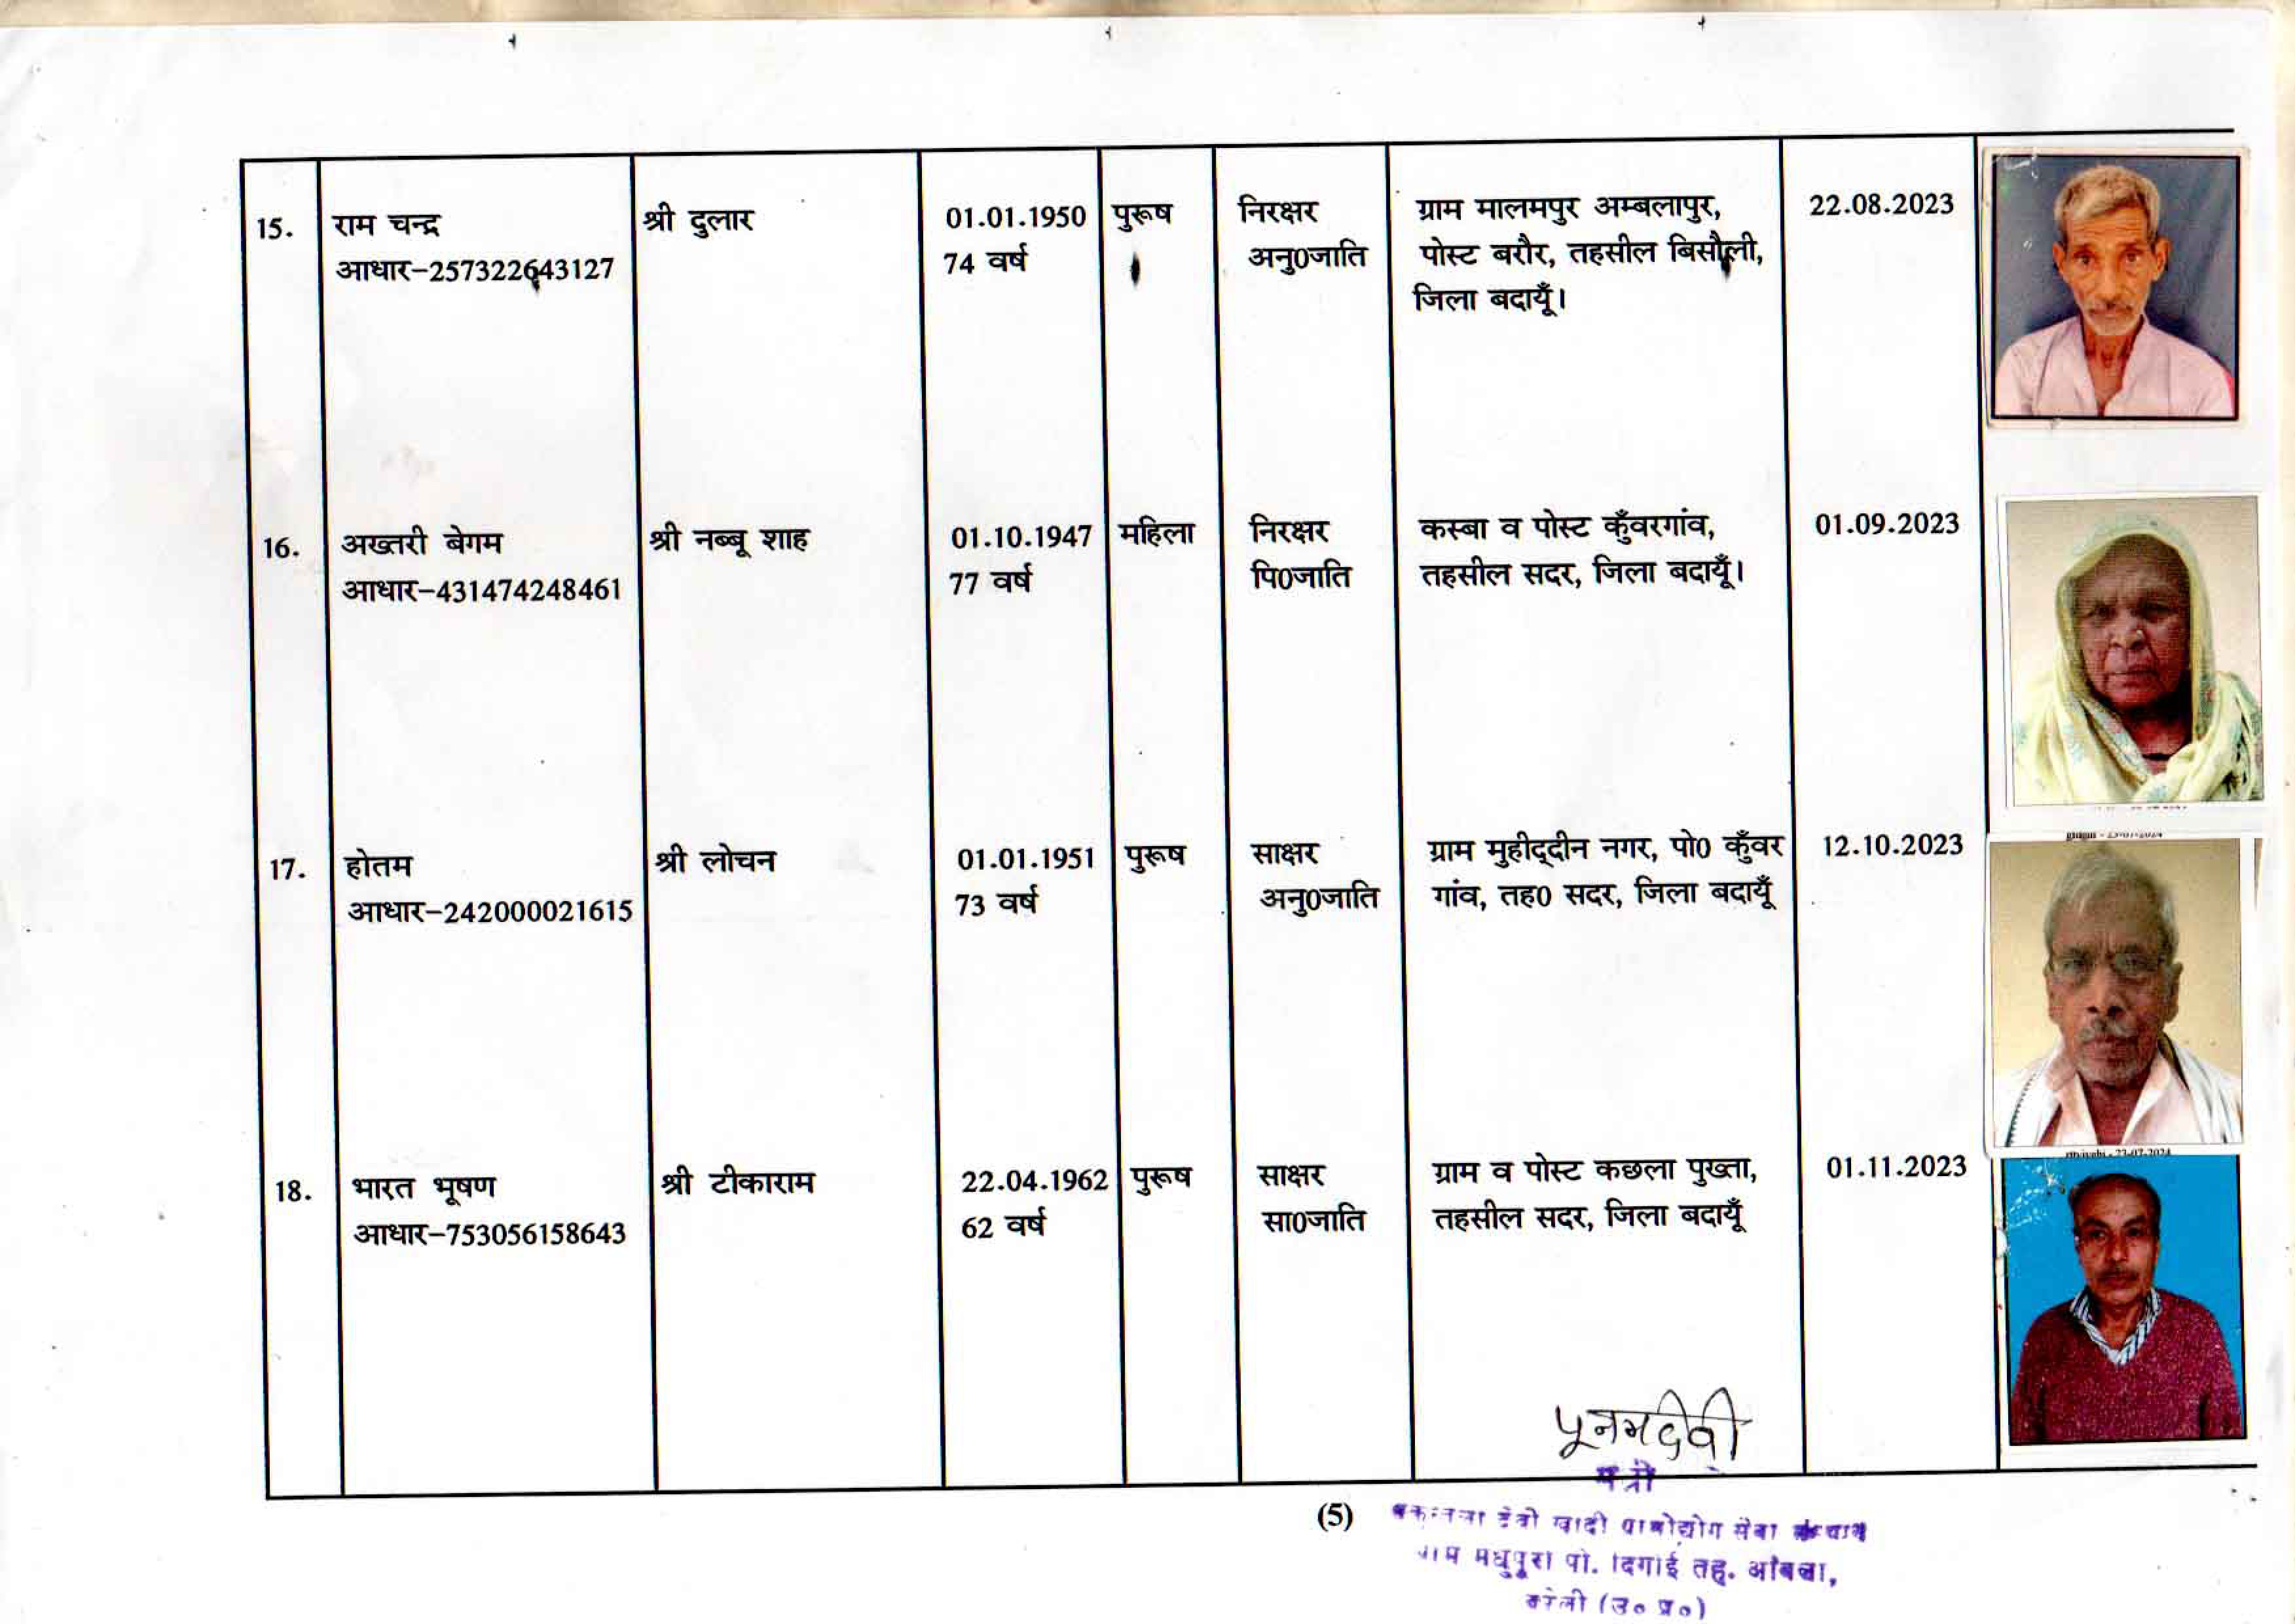 15.
राम चन्द्र
आधार–257322643127
श्री दुलार
01.01.1950
74 वर्ष
पुरूष
निरक्षर
अनु0जाति
ग्राम मालमपुर अम्बलापुर,
पोस्ट बरौर, तहसील बिसौली,
जिला बदायूँ।
22.08.2023
16.
अख्तरी बेगम
आधार–431474248461
श्री नब्बू शाह
01.10.1947
77 वर्ष
महिला
निरक्षर
पि0जाति
कस्बा व पोस्ट कुँवरगांव,
तहसील सदर, जिला बदायूँ।
01.09.2023
17.
होतम
आधार–242000021615
श्री लोचन
01.01.1951
73 वर्ष
पुरूष
साक्षर
अनु0जाति
ग्राम मुहीद्दीन नगर, पो0 कुँवर
गांव, तह0 सदर, जिला बदायूँ
12.10.2023
18.
भारत भूषण
आधार–753056158643
श्री टीकाराम
22.04.1962
62 वर्ष
पुरूष
साक्षर
सा0जाति
ग्राम व पोस्ट कछला पुख्ता,
तहसील सदर, जिला बदायूँ
01.11.2023
23-07-2024
पूनमदेवी
मंत्री
(5)
देवी खादी ग्रामोद्योग सेवा संस्थान
ग्राम मधुपुरा पो. दिगोई तह. आंवला,
बरेली (उ० प्र०)